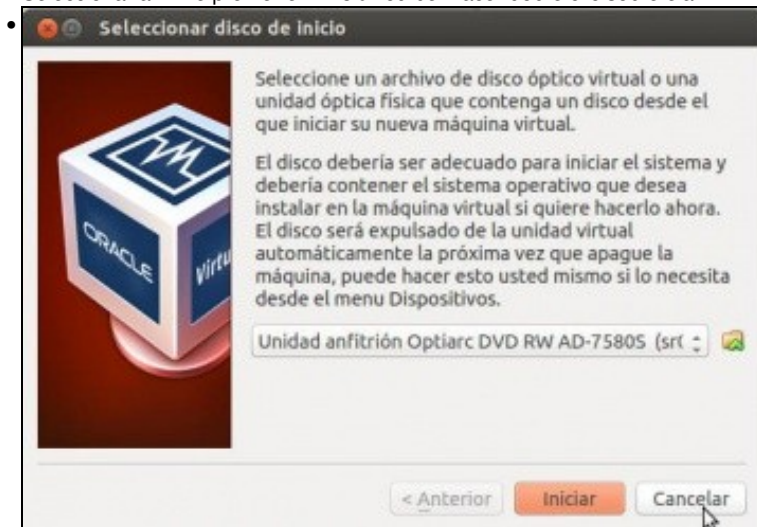 Seleccionar disco de inicio
Seleccione un archivo de disco óptico virtual o una
unidad óptica física que contenga un disco desde el
que iniciar su nueva máquina virtual.
El disco debería ser adecuado para iniciar el sistema y
debería contener el sistema operativo que desea
instalar en la máquina virtual si quiere hacerlo ahora.
El disco será expulsado de la unidad virtual
automáticamente la próxima vez que apague la
máquina, puede hacer esto usted mismo si lo necesita
desde el menu Dispositivos.
ORACLE
Unidad anfitrión Optiarc DVD RW AD-7580S
< Anterior Iniciar Cancelar